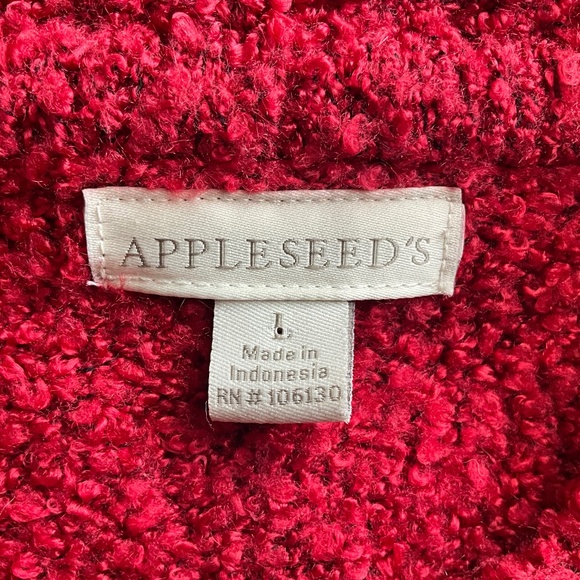 APPLESEED'S
L
Made in
Indonesia
RN # 106130